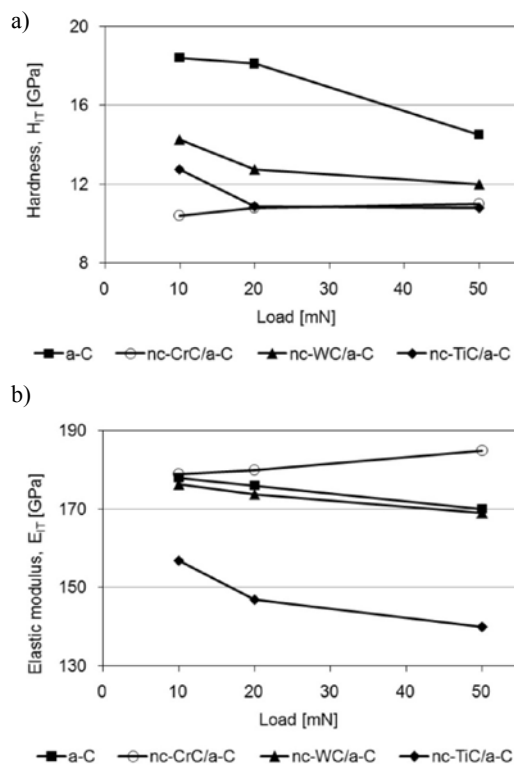 a)
20
16
12
8
Hardness, H_IT [GPa]
0 10 20 30 40 50
Load [mN]
a-C nc-CrC/a-C nc-WC/a-C nc-TiC/a-C
b)
190
170
150
130
Elastic modulus, E_IT [GPa]
0 10 20 30 40 50
Load [mN]
a-C nc-CrC/a-C nc-WC/a-C nc-TiC/a-C